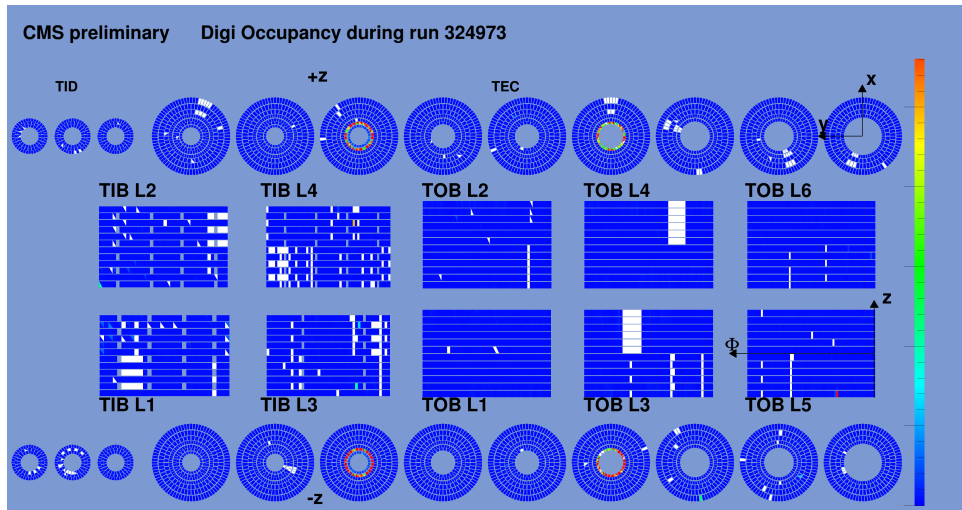 CMS preliminary Digi Occupancy during run 324973
+z
TID TEC
x
y
TIB L2 TIB L4 TOB L2 TOB L4 TOB L6
z
Φ
TIB L1 TIB L3 TOB L1 TOB L3 TOB L5
-z